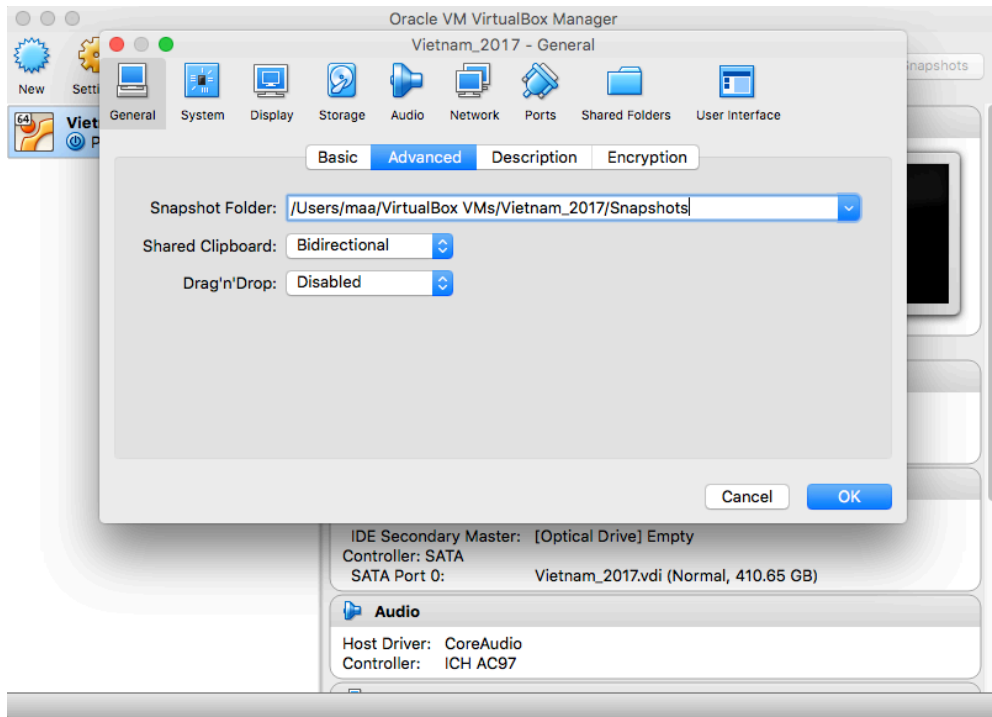 Oracle VM VirtualBox Manager
Vietnam_2017 - General
New
Setti
napshots
General
System
Display
Storage
Audio
Network
Ports
Shared Folders
User Interface
64
Viet
P
Basic
Advanced
Description
Encryption
Snapshot Folder: /Users/maa/VirtualBox VMs/Vietnam_2017/Snapshots
Shared Clipboard: Bidirectional
Drag'n'Drop: Disabled
Cancel
OK
IDE Secondary Master: [Optical Drive] Empty
Controller: SATA
SATA Port 0: Vietnam_2017.vdi (Normal, 410.65 GB)
Audio
Host Driver: CoreAudio
Controller: ICH AC97